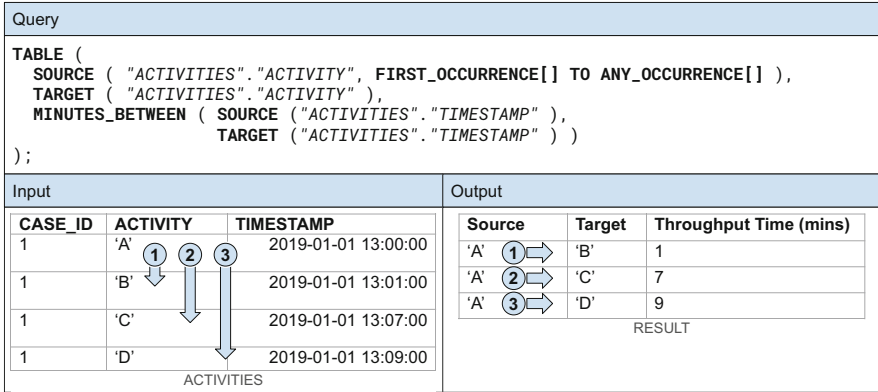 Query
TABLE (
SOURCE ( "ACTIVITIES"."ACTIVITY", FIRST_OCCURRENCE[] TO ANY_OCCURRENCE[] ),
TARGET ( "ACTIVITIES"."ACTIVITY" ),
MINUTES_BETWEEN ( SOURCE ("ACTIVITIES"."TIMESTAMP" ),
TARGET ("ACTIVITIES"."TIMESTAMP" ) )
);
Input
CASE_ID ACTIVITY TIMESTAMP
1 ‘A’ 1 2 3 2019-01-01 13:00:00
1 ‘B’ 2019-01-01 13:01:00
1 ‘C’ 2019-01-01 13:07:00
1 ‘D’ 2019-01-01 13:09:00
ACTIVITIES
Output
Source Target Throughput Time (mins)
‘A’ 1 ‘B’ 1
‘A’ 2 ‘C’ 7
‘A’ 3 ‘D’ 9
RESULT